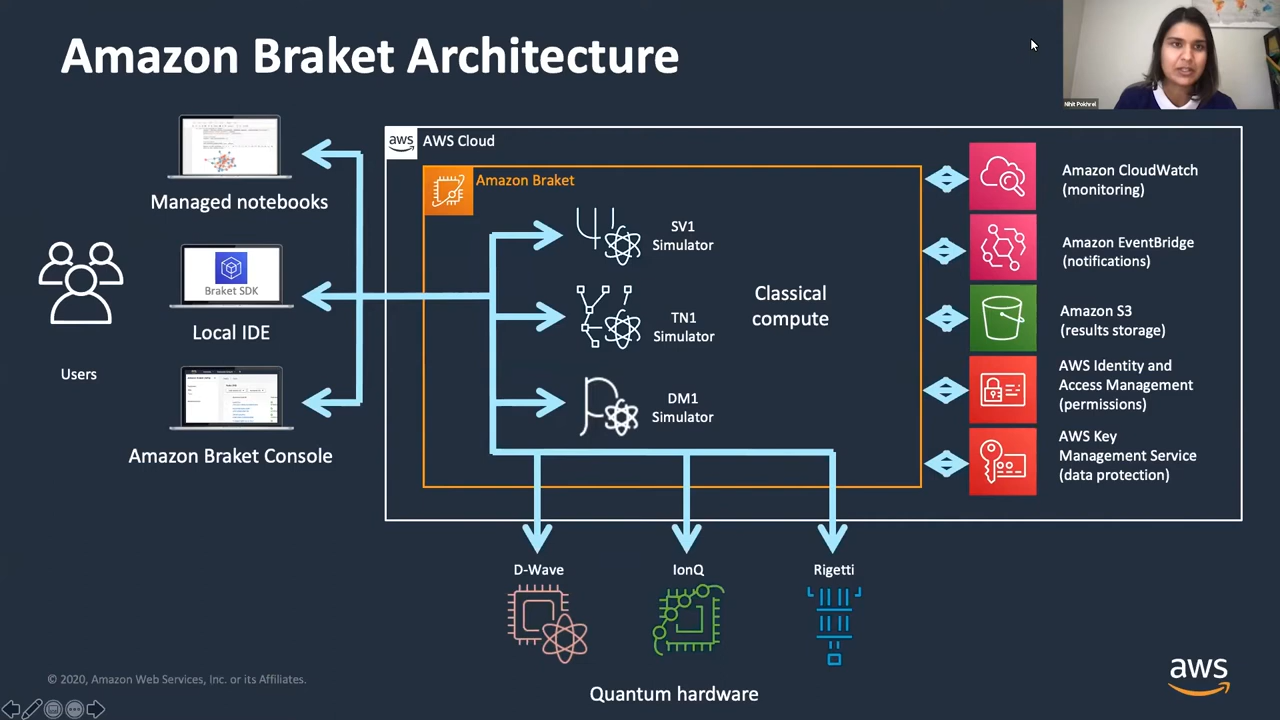 Amazon Braket Architecture
Nihit Pokhrel
Managed notebooks
Braket SDK
Local IDE
Users
Amazon Braket Console
aws
AWS Cloud
Amazon Braket
SV1
Simulator
TN1
Simulator
DM1
Simulator
Classical
compute
Amazon CloudWatch
(monitoring)
Amazon EventBridge
(notifications)
Amazon S3
(results storage)
AWS Identity and
Access Management
(permissions)
AWS Key
Management Service
(data protection)
D-Wave
IonQ
Rigetti
Quantum hardware
© 2020, Amazon Web Services, Inc. or its Affiliates.
aws